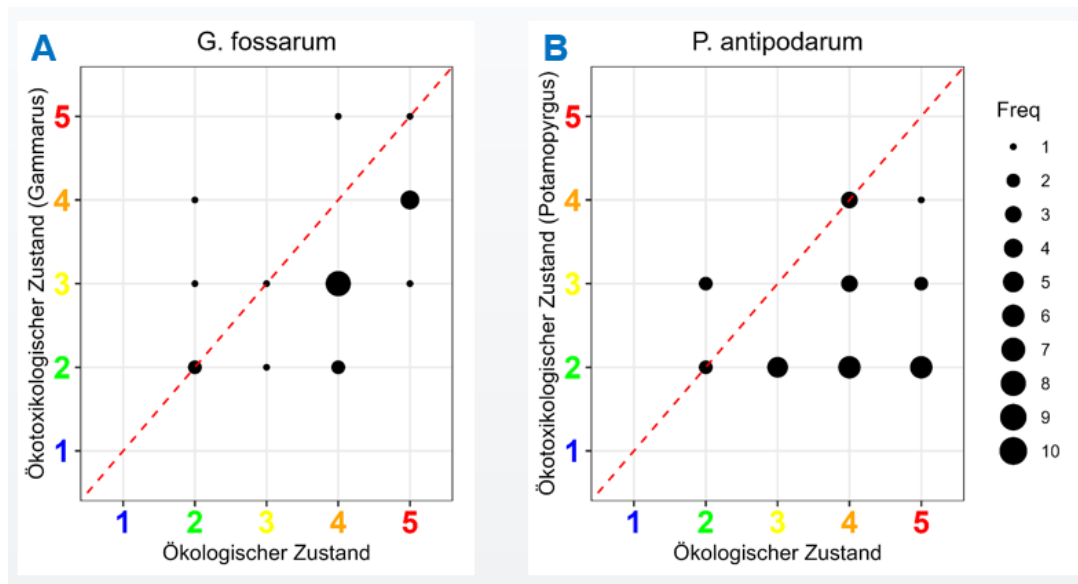 A
G. fossarum
Ökotoxikologischer Zustand (Gammarus)
5
4
3
2
1
1 2 3 4 5
Ökologischer Zustand
B
P. antipodarum
Ökotoxikologischer Zustand (Potamopyrgus)
5
4
3
2
1
1 2 3 4 5
Ökologischer Zustand
Freq
1
2
3
4
5
6
7
8
9
10